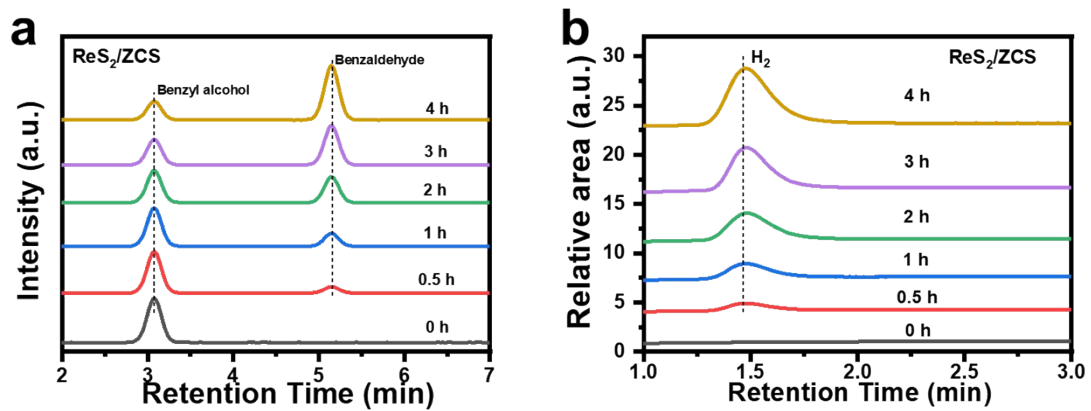 a
ReS2/ZCS
Benzyl alcohol
Benzaldehyde
4 h
3 h
2 h
1 h
0.5 h
0 h
Intensity (a.u.)
2 3 4 5 6 7
Retention Time (min)
b
H2
ReS2/ZCS
4 h
3 h
2 h
1 h
0.5 h
0 h
Relative area (a.u.)
30
25
20
15
10
5
0
1.0 1.5 2.0 2.5 3.0
Retention Time (min)